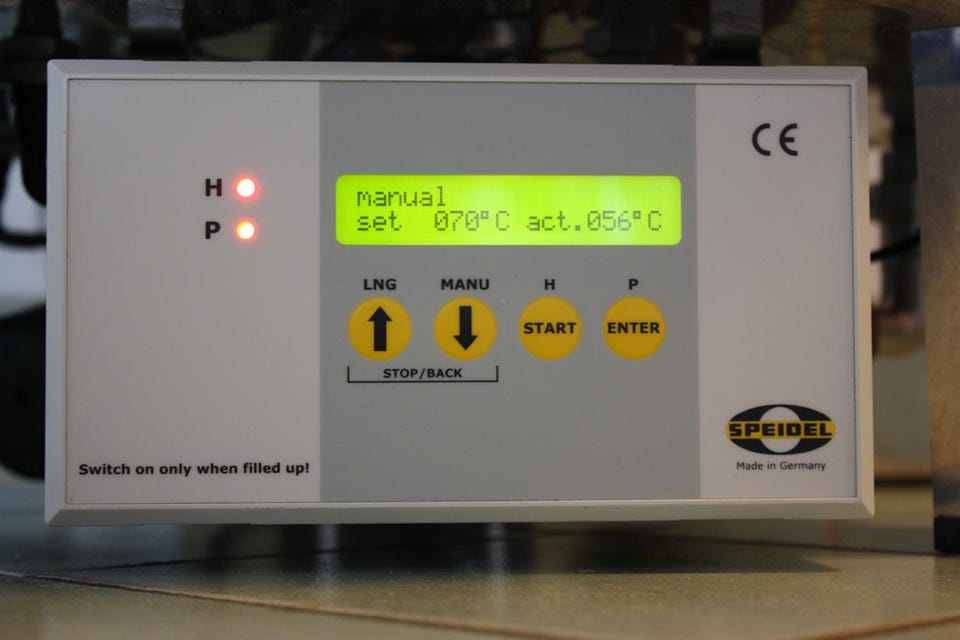 CE
H
P
manual
set 070°C act.056°C
LNG MANU H P
START ENTER
STOP/BACK
SPEIDEL
Made in Germany
Switch on only when filled up!